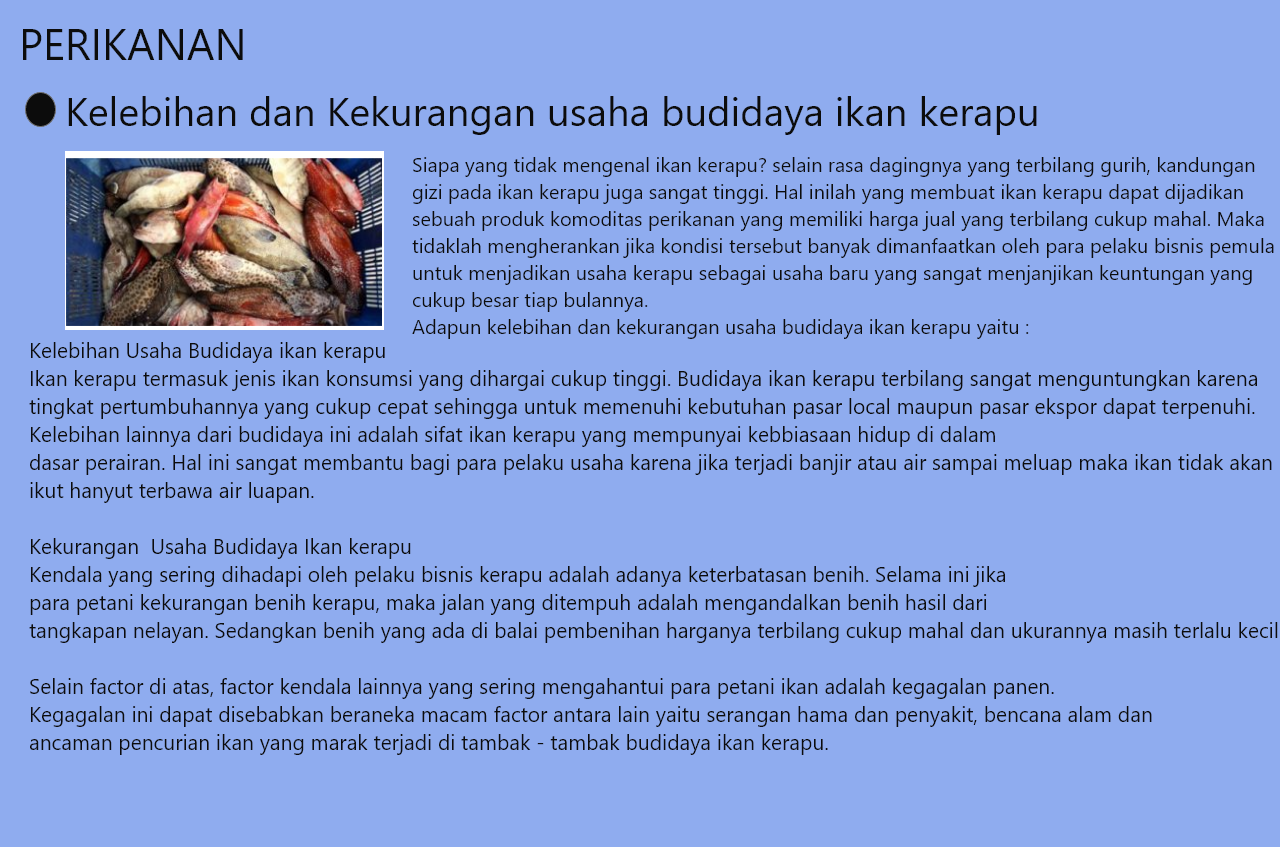 PERIKANAN
Kelebihan dan Kekurangan usaha budidaya ikan kerapu
Siapa yang tidak mengenal ikan kerapu? selain rasa dagingnya yang terbilang gurih, kandungan
gizi pada ikan kerapu juga sangat tinggi. Hal inilah yang membuat ikan kerapu dapat dijadikan
sebuah produk komoditas perikanan yang memiliki harga jual yang terbilang cukup mahal. Maka
tidaklah mengherankan jika kondisi tersebut banyak dimanfaatkan oleh para pelaku bisnis pemula
untuk menjadikan usaha kerapu sebagai usaha baru yang sangat menjanjikan keuntungan yang
cukup besar tiap bulannya.
Adapun kelebihan dan kekurangan usaha budidaya ikan kerapu yaitu :
Kelebihan Usaha Budidaya ikan kerapu
Ikan kerapu termasuk jenis ikan konsumsi yang dihargai cukup tinggi. Budidaya ikan kerapu terbilang sangat menguntungkan karena
tingkat pertumbuhannya yang cukup cepat sehingga untuk memenuhi kebutuhan pasar local maupun pasar ekspor dapat terpenuhi.
Kelebihan lainnya dari budidaya ini adalah sifat ikan kerapu yang mempunyai kebbiasaan hidup di dalam
dasar perairan. Hal ini sangat membantu bagi para pelaku usaha karena jika terjadi banjir atau air sampai meluap maka ikan tidak akan
ikut hanyut terbawa air luapan.
Kekurangan  Usaha Budidaya Ikan kerapu
Kendala yang sering dihadapi oleh pelaku bisnis kerapu adalah adanya keterbatasan benih. Selama ini jika
para petani kekurangan benih kerapu, maka jalan yang ditempuh adalah mengandalkan benih hasil dari
tangkapan nelayan. Sedangkan benih yang ada di balai pembenihan harganya terbilang cukup mahal dan ukurannya masih terlalu kecil
Selain factor di atas, factor kendala lainnya yang sering mengahantui para petani ikan adalah kegagalan panen.
Kegagalan ini dapat disebabkan beraneka macam factor antara lain yaitu serangan hama dan penyakit, bencana alam dan
ancaman pencurian ikan yang marak terjadi di tambak - tambak budidaya ikan kerapu.